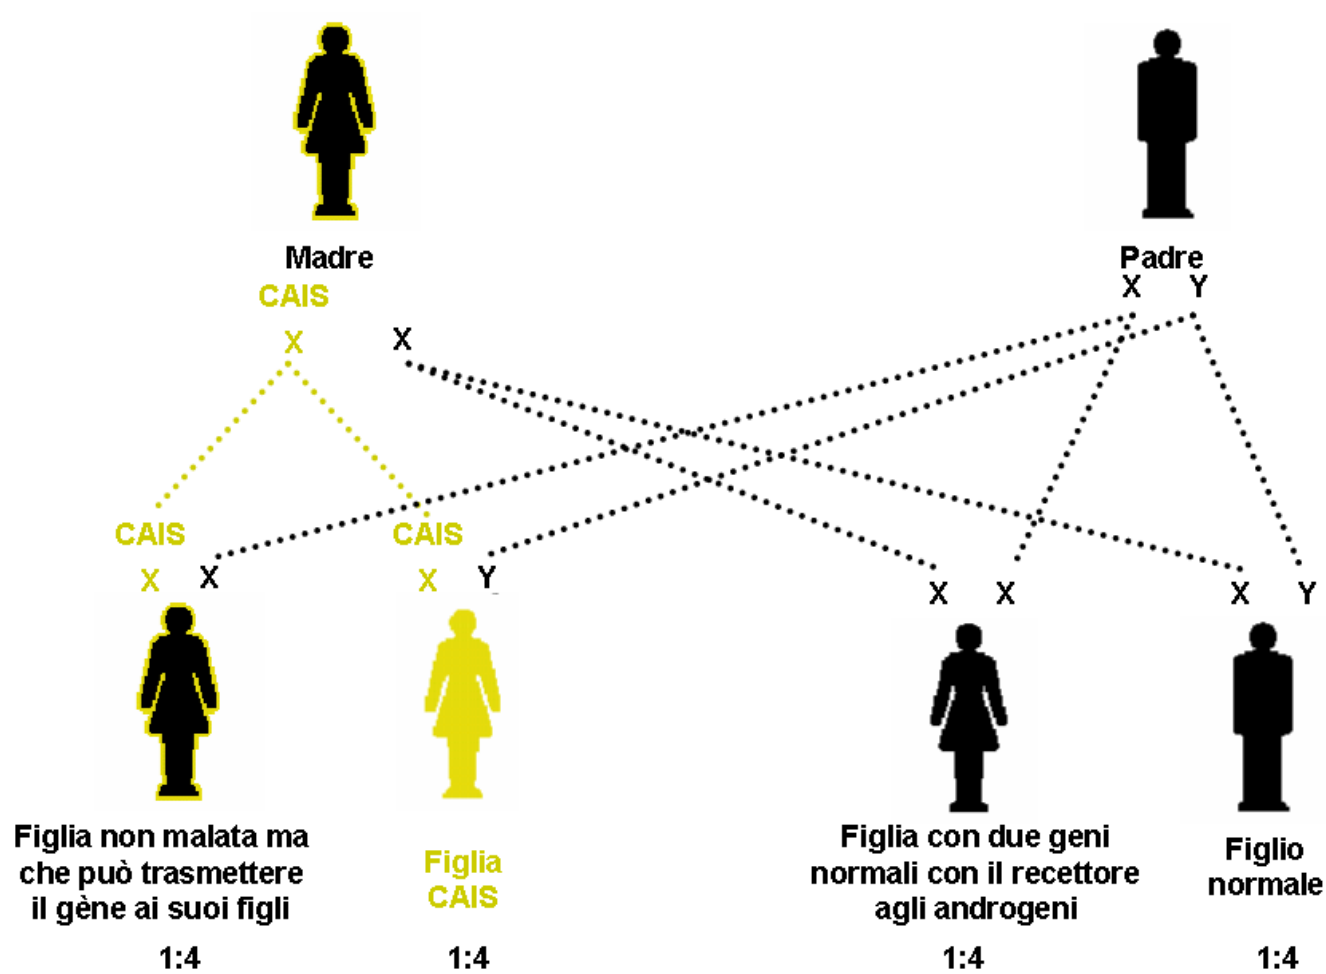 Madre
Padre
CAIS
X Y
X X
CAIS
CAIS
X X
X Y
X X
X Y
Figlia non malata ma
che può trasmettere
il gène ai suoi figli
1:4
Figlia
CAIS
1:4
Figlia con due geni
normali con il recettore
agli androgeni
1:4
Figlio
normale
1:4